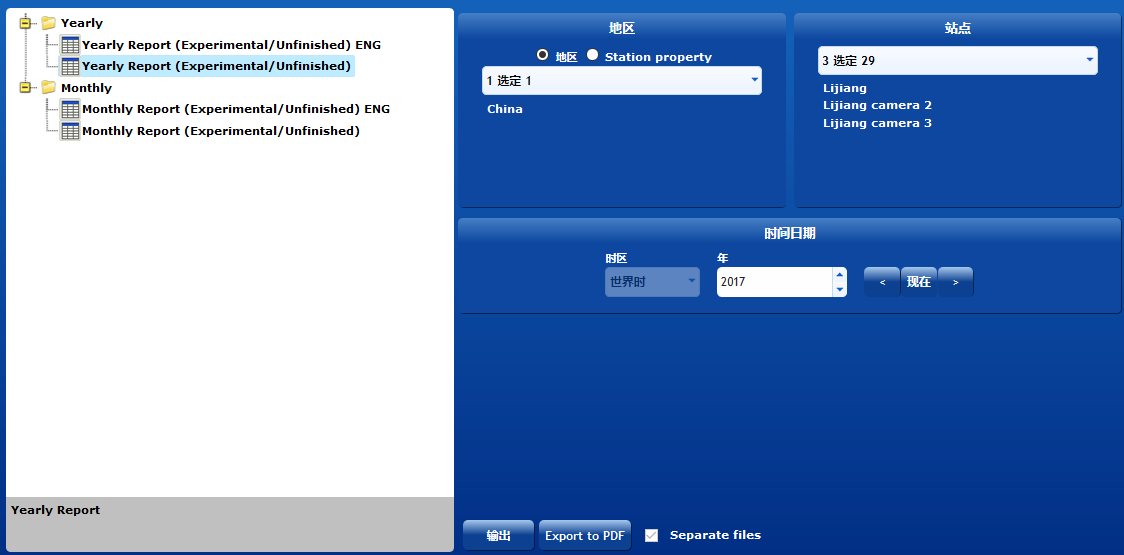 Yearly
Yearly Report (Experimental/Unfinished) ENG
Yearly Report (Experimental/Unfinished)
Monthly
Monthly Report (Experimental/Unfinished) ENG
Monthly Report (Experimental/Unfinished)
Yearly Report
地区
地区 Station property
1 选定 1
China
站点
3 选定 29
Lijiang
Lijiang camera 2
Lijiang camera 3
时间日期
时区 年
世界时 2017 < 现在 >
输出 Export to PDF Separate files